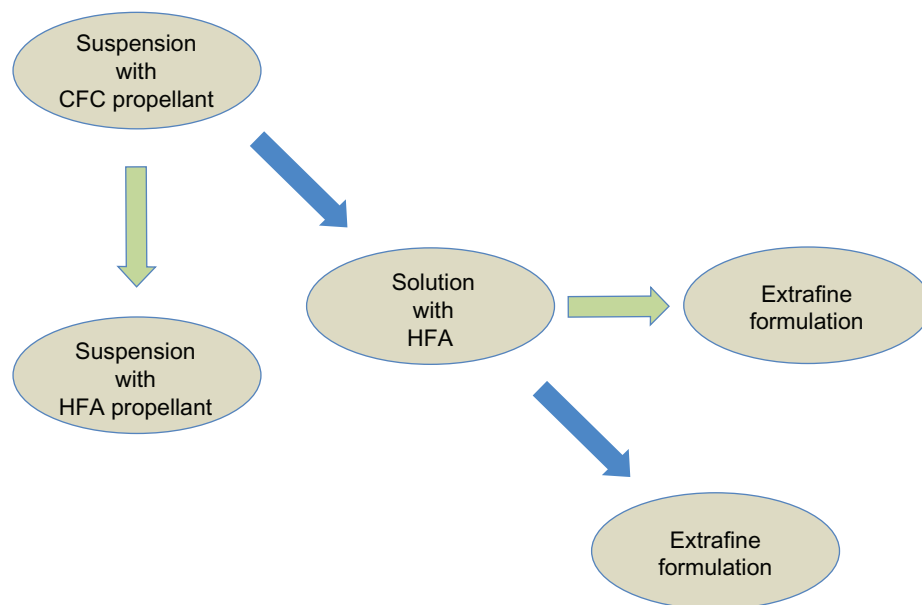 Suspension
with
CFC propellant
Solution
with
HFA
Extrafine
formulation
Suspension
with
HFA propellant
Extrafine
formulation